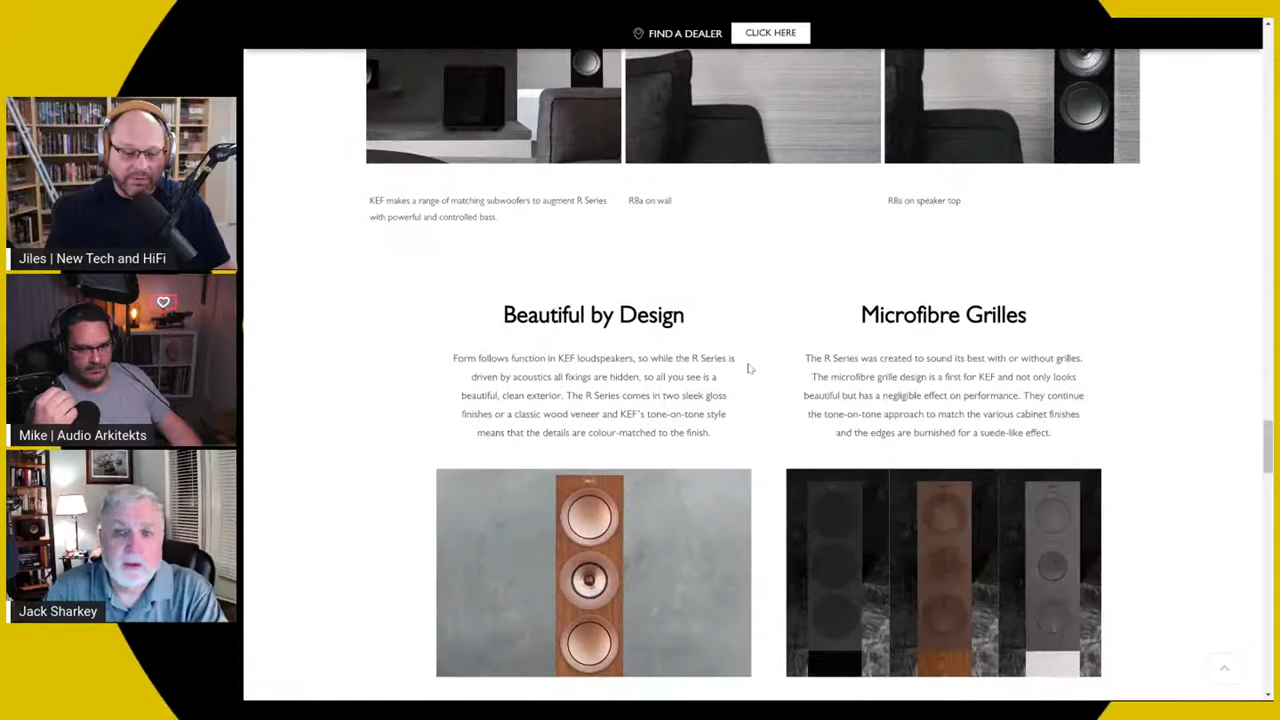 FIND A DEALER
CLICK HERE
KEF makes a range of matching subwoofers to augment R Series
with powerful and controlled bass.
R8a on wall
R8a on speaker top
Beautiful by Design
Form follows function in KEF loudspeakers, so while the R Series is
driven by acoustics all fixings are hidden, so all you see is a
beautiful, clean exterior. The R Series comes in two sleek gloss
finishes or a classic wood veneer and KEF's tone-on-tone style
means that the details are colour-matched to the finish.
Microfibre Grilles
The R Series was created to sound its best with or without grilles.
The microfibre grille design is a first for KEF and not only looks
beautiful but has a negligible effect on performance. They continue
the tone-on-tone approach to match the various cabinet finishes
and the edges are burnished for a suede-like effect.
Jiles | New Tech and HiFi
Mike | Audio Arkitekts
Jack Sharkey